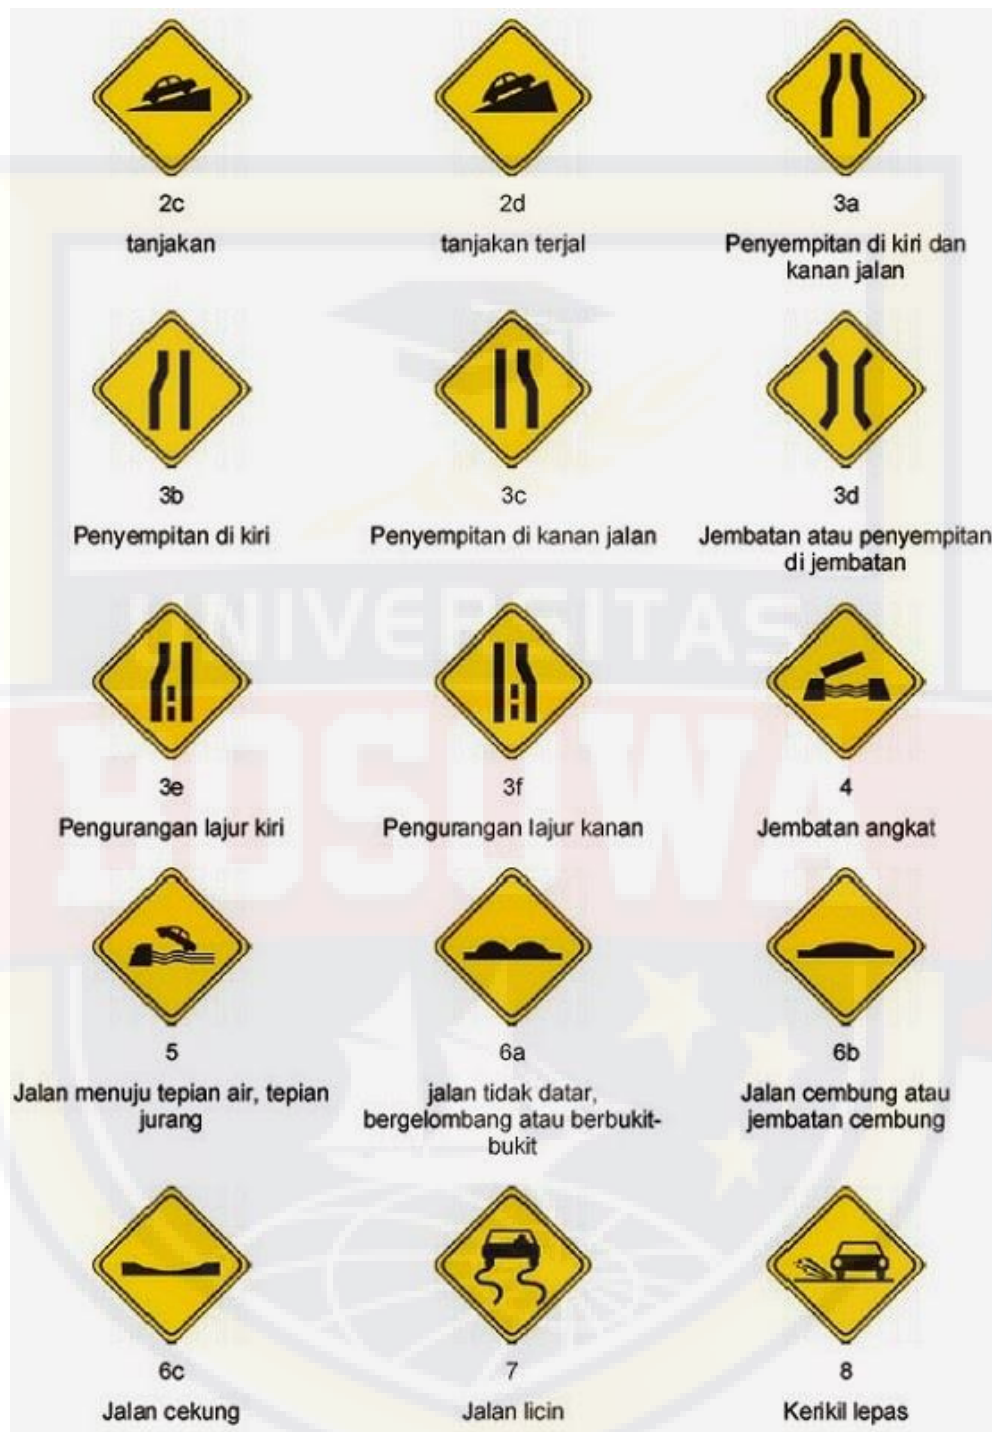 2c
2d
3a
tanjakan
tanjakan terjal
Penyempitan di kiri dan
kanan jalan
3b
3c
3d
Penyempitan di kiri
Penyempitan di kanan jalan
Jembatan atau penyempitan
di jembatan
UNIVERSITAS
3e
3f
4
Pengurangan lajur kiri
Pengurangan lajur kanan
Jembatan angkat
BOSOWA
5
6a
6b
Jalan menuju tepian air, tepian
jurang
jalan tidak datar,
bergelombang atau berbukit-
bukit
Jalan cembung atau
jembatan cembung
6c
7
8
Jalan cekung
Jalan licin
Kerikil lepas